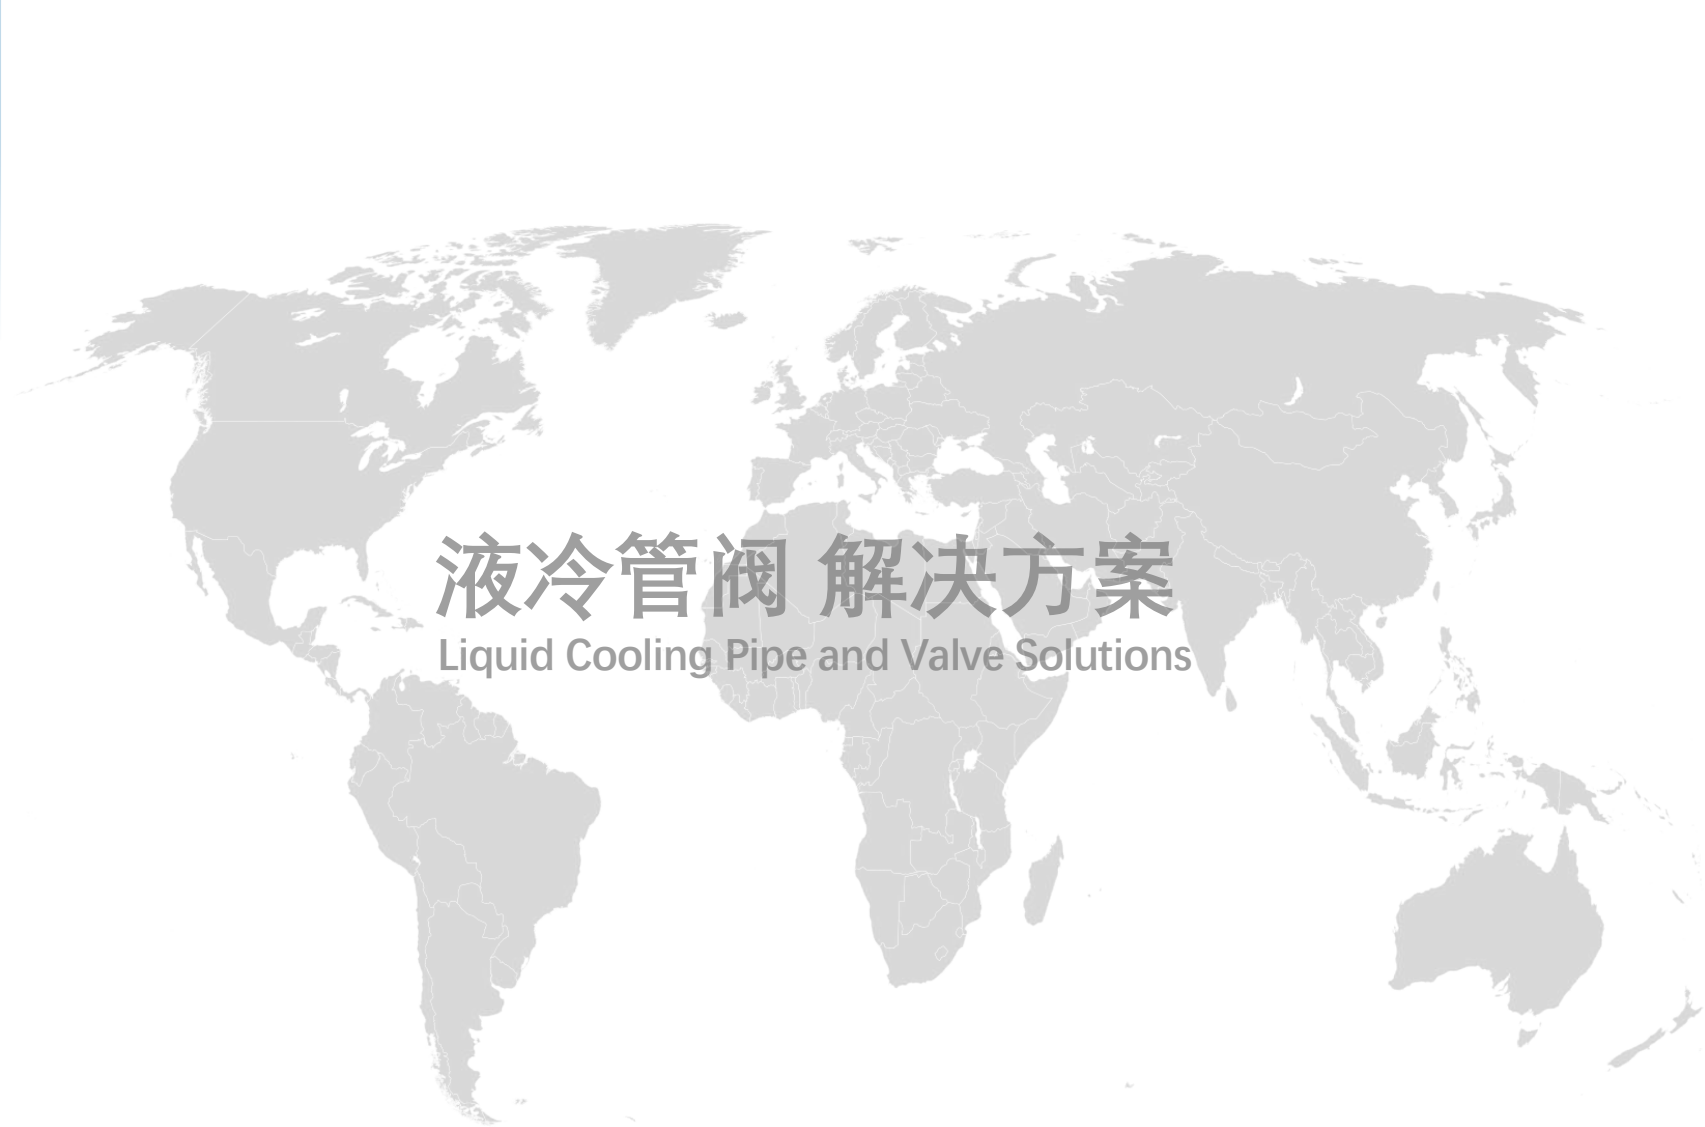 液冷管阀 解决方案
Liquid Cooling Pipe and Valve Solutions